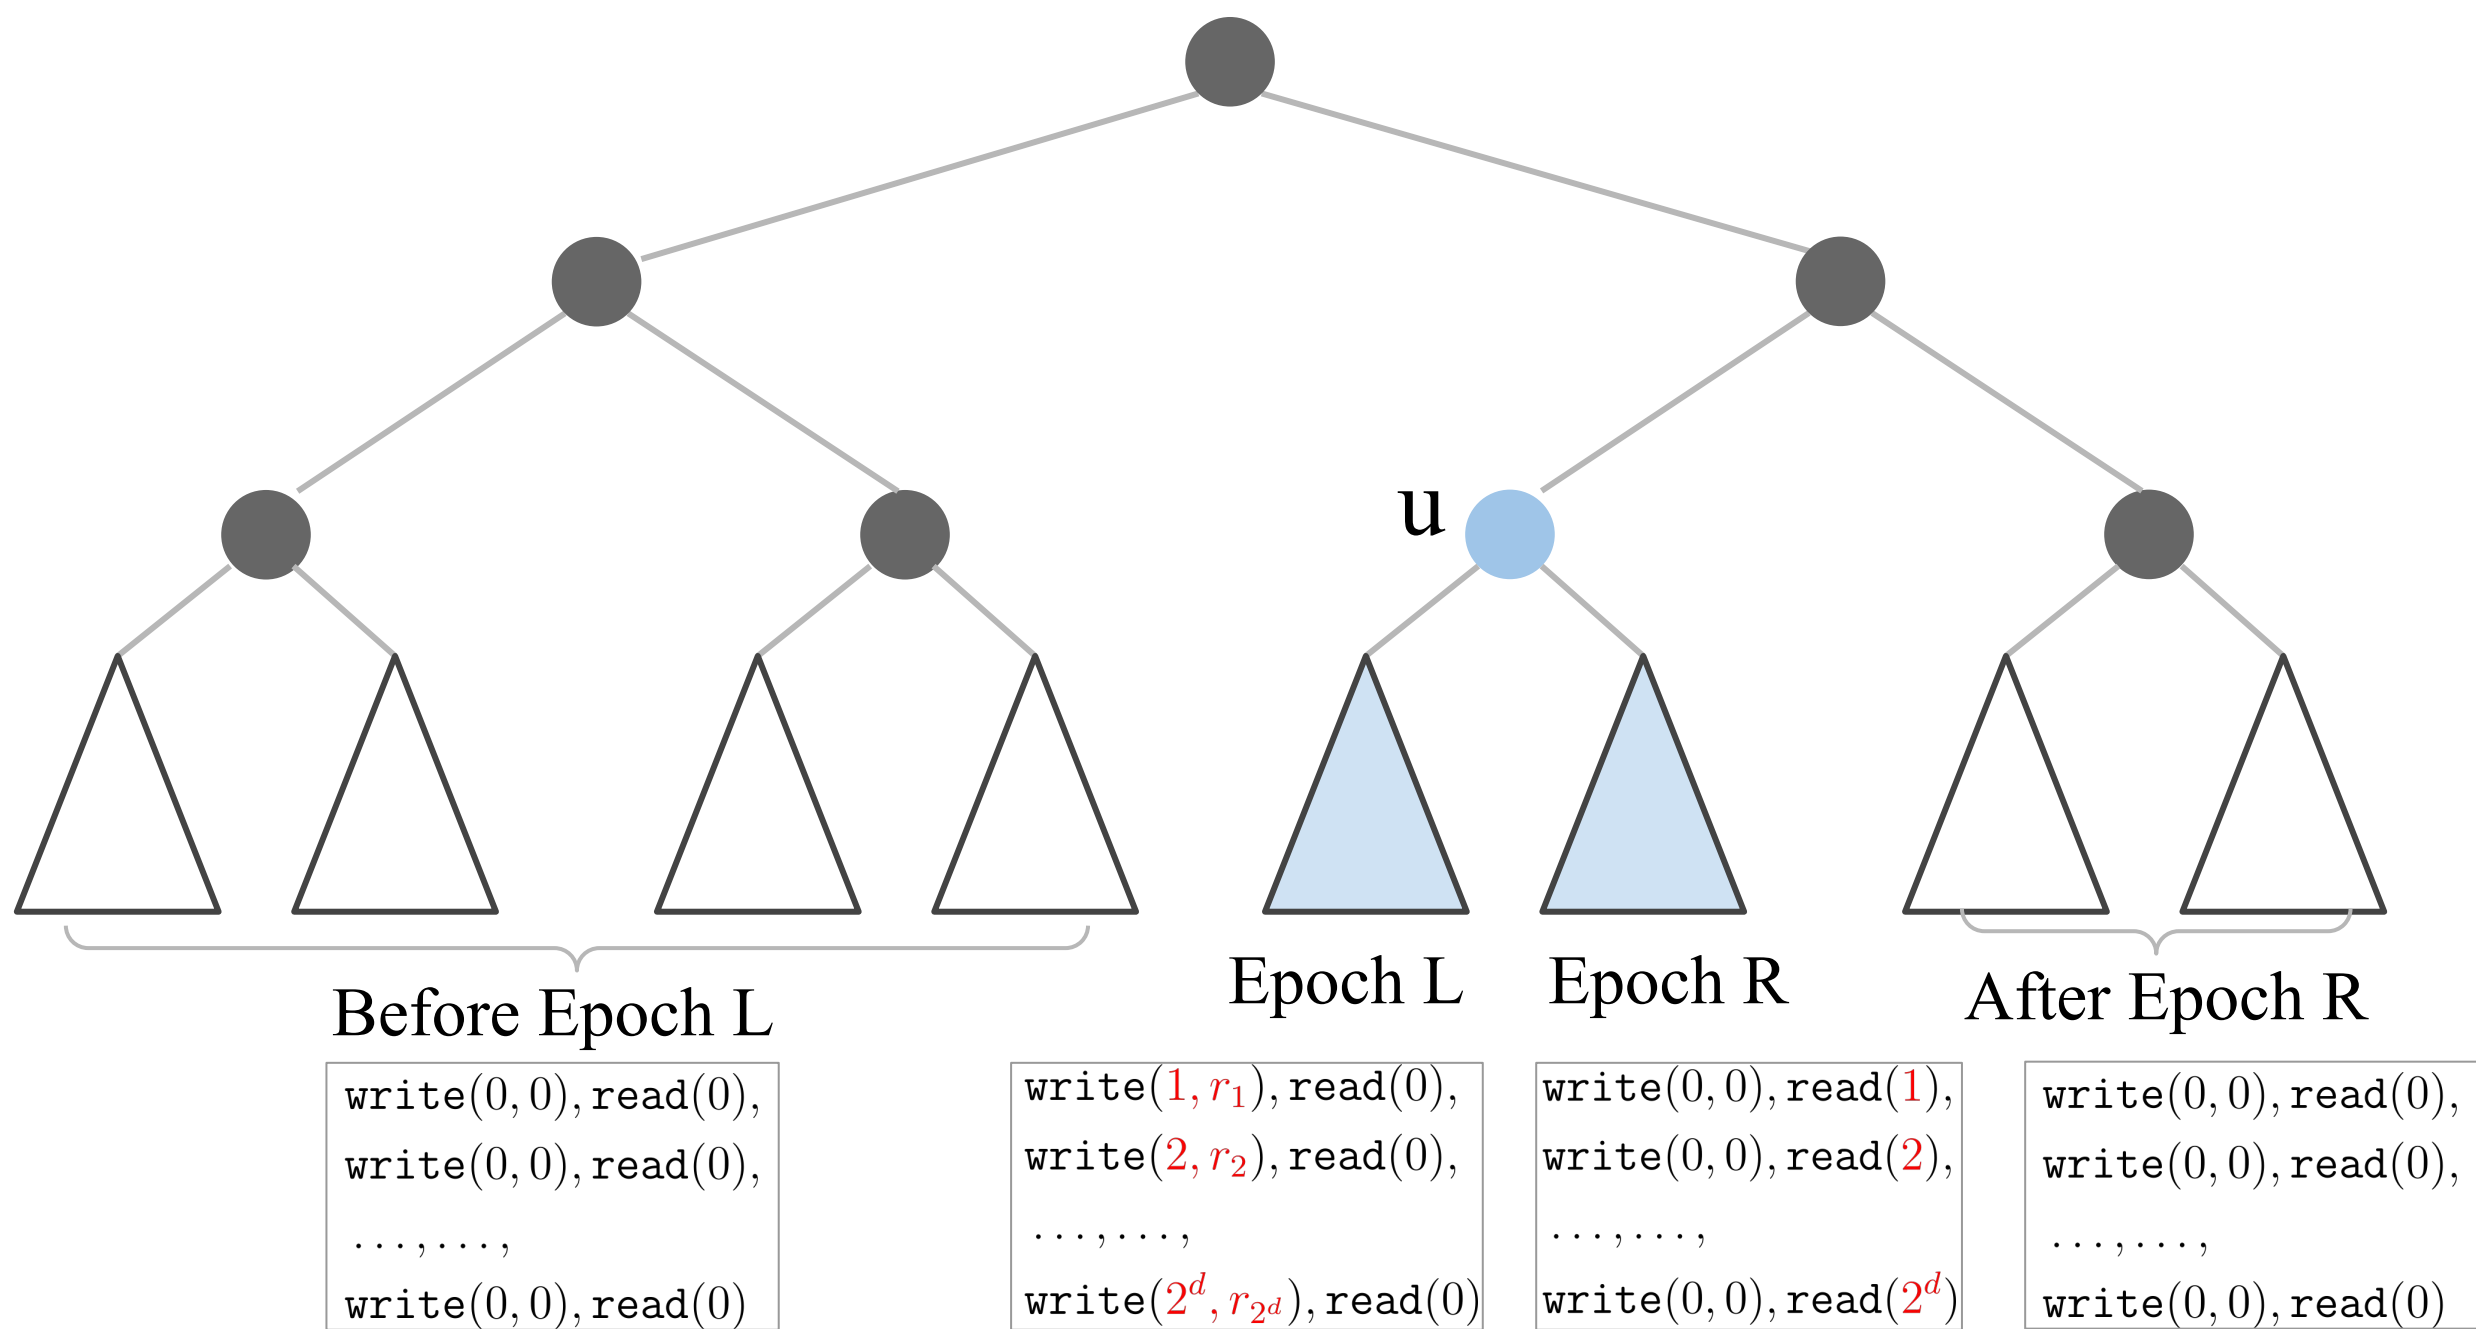 u
Before Epoch L
write(0, 0), read(0),
write(0, 0), read(0),
..., ...,
write(0, 0), read(0)
Epoch L
write(1, r₁), read(0),
write(2, r₂), read(0),
..., ...,
write(2^d, r_{2^d}), read(0)
Epoch R
write(0, 0), read(1),
write(0, 0), read(2),
..., ...,
write(0, 0), read(2^d)
After Epoch R
write(0, 0), read(0),
write(0, 0), read(0),
..., ...,
write(0, 0), read(0)